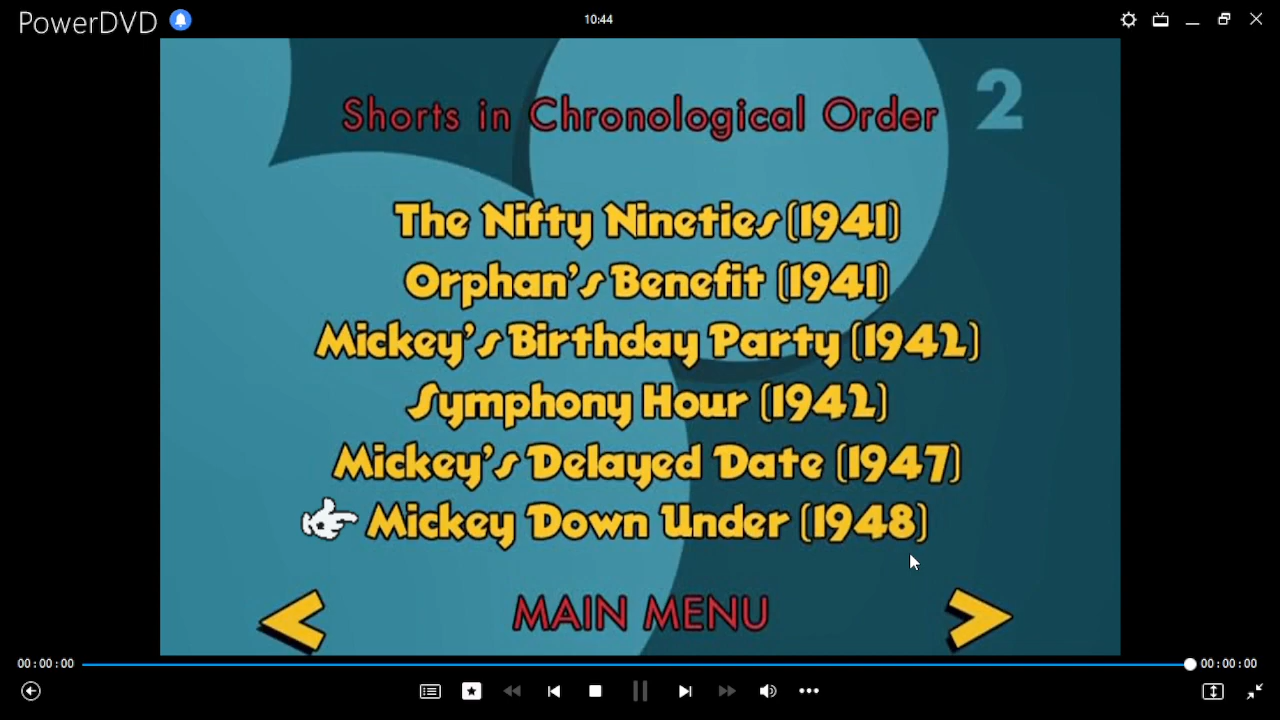 PowerDVD
10:44
Shorts in Chronological Order
2
The Nifty Nineties (1941)
Orphan's Benefit (1941)
Mickey's Birthday Party (1942)
Symphony Hour (1942)
Mickey's Delayed Date (1947)
Mickey Down Under (1948)
MAIN MENU
00:00:00
00:00:00